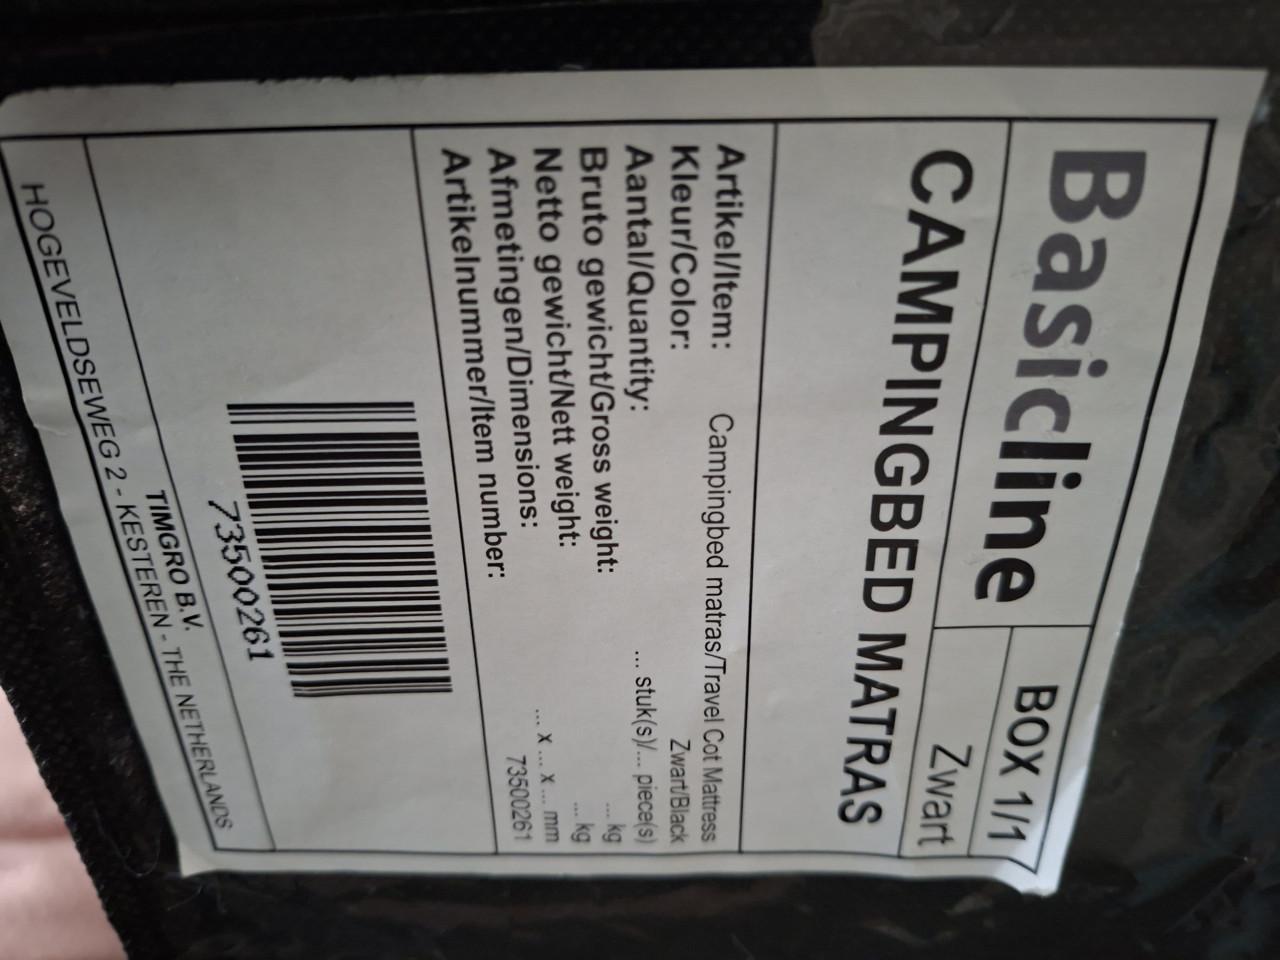 Basicline
BOX 1/1
Zwart
CAMPINGBED MATRAS
Artikel/Item: Campingbed matras/Travel Cot Mattress
Kleur/Color: Zwart/Black
Aantal/Quantity: ... stuk(s)/... piece(s)
Bruto gewicht/Gross weight: ... kg
Netto gewicht/Nett weight: ... kg
Afmetingen/Dimensions: ... x ... x ... mm
Artikelnummer/Item number: 73500261
73500261
TIMGRO B.V.
HOGEVELDSEWEG 2 - KESTEREN - THE NETHERLANDS